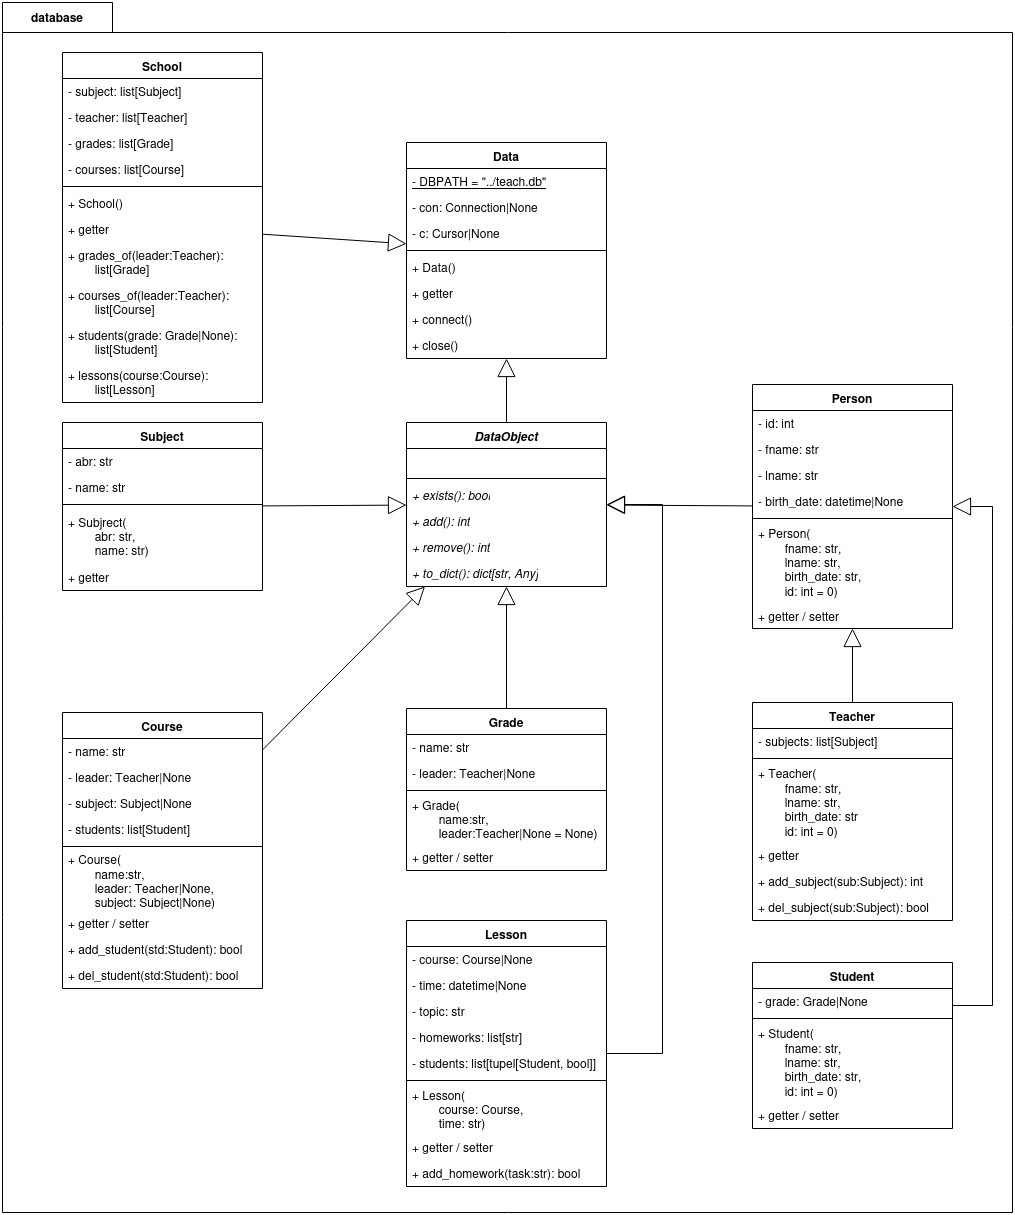 database
School
- subject: list[Subject]
- teacher: list[Teacher]
- grades: list[Grade]
- courses: list[Course]
+ School()
+ getter
+ grades_of(leader:Teacher):
list[Grade]
+ courses_of(leader:Teacher):
list[Course]
+ students(grade: Grade|None):
list[Student]
+ lessons(course:Course):
list[Lesson]
Data
- DBPATH = "../teach.db"
- con: Connection|None
- c: Cursor|None
+ Data()
+ getter
+ connect()
+ close()
Subject
- abr: str
- name: str
+ Subjrect(
abr: str,
name: str)
+ getter
DataObject
+ exists(): bool
+ add(): int
+ remove(): int
+ to_dict(): dict[str, Any]
Person
- id: int
- fname: str
- lname: str
- birth_date: datetime|None
+ Person(
fname: str,
lname: str,
birth_date: str,
id: int = 0)
+ getter / setter
Course
- name: str
- leader: Teacher|None
- subject: Subject|None
- students: list[Student]
+ Course(
name:str,
leader: Teacher|None,
subject: Subject|None)
+ getter / setter
+ add_student(std:Student): bool
+ del_student(std:Student): bool
Grade
- name: str
- leader: Teacher|None
+ Grade(
name:str,
leader:Teacher|None = None)
+ getter / setter
Teacher
- subjects: list[Subject]
+ Teacher(
fname: str,
lname: str,
birth_date: str
id: int = 0)
+ getter
+ add_subject(sub:Subject): int
+ del_subject(sub:Subject): bool
Lesson
- course: Course|None
- time: datetime|None
- topic: str
- homeworks: list[str]
- students: list[tupel[Student, bool]]
+ Lesson(
course: Course,
time: str)
+ getter / setter
+ add_homework(task:str): bool
Student
- grade: Grade|None
+ Student(
fname: str,
lname: str,
birth_date: str,
id: int = 0)
+ getter / setter